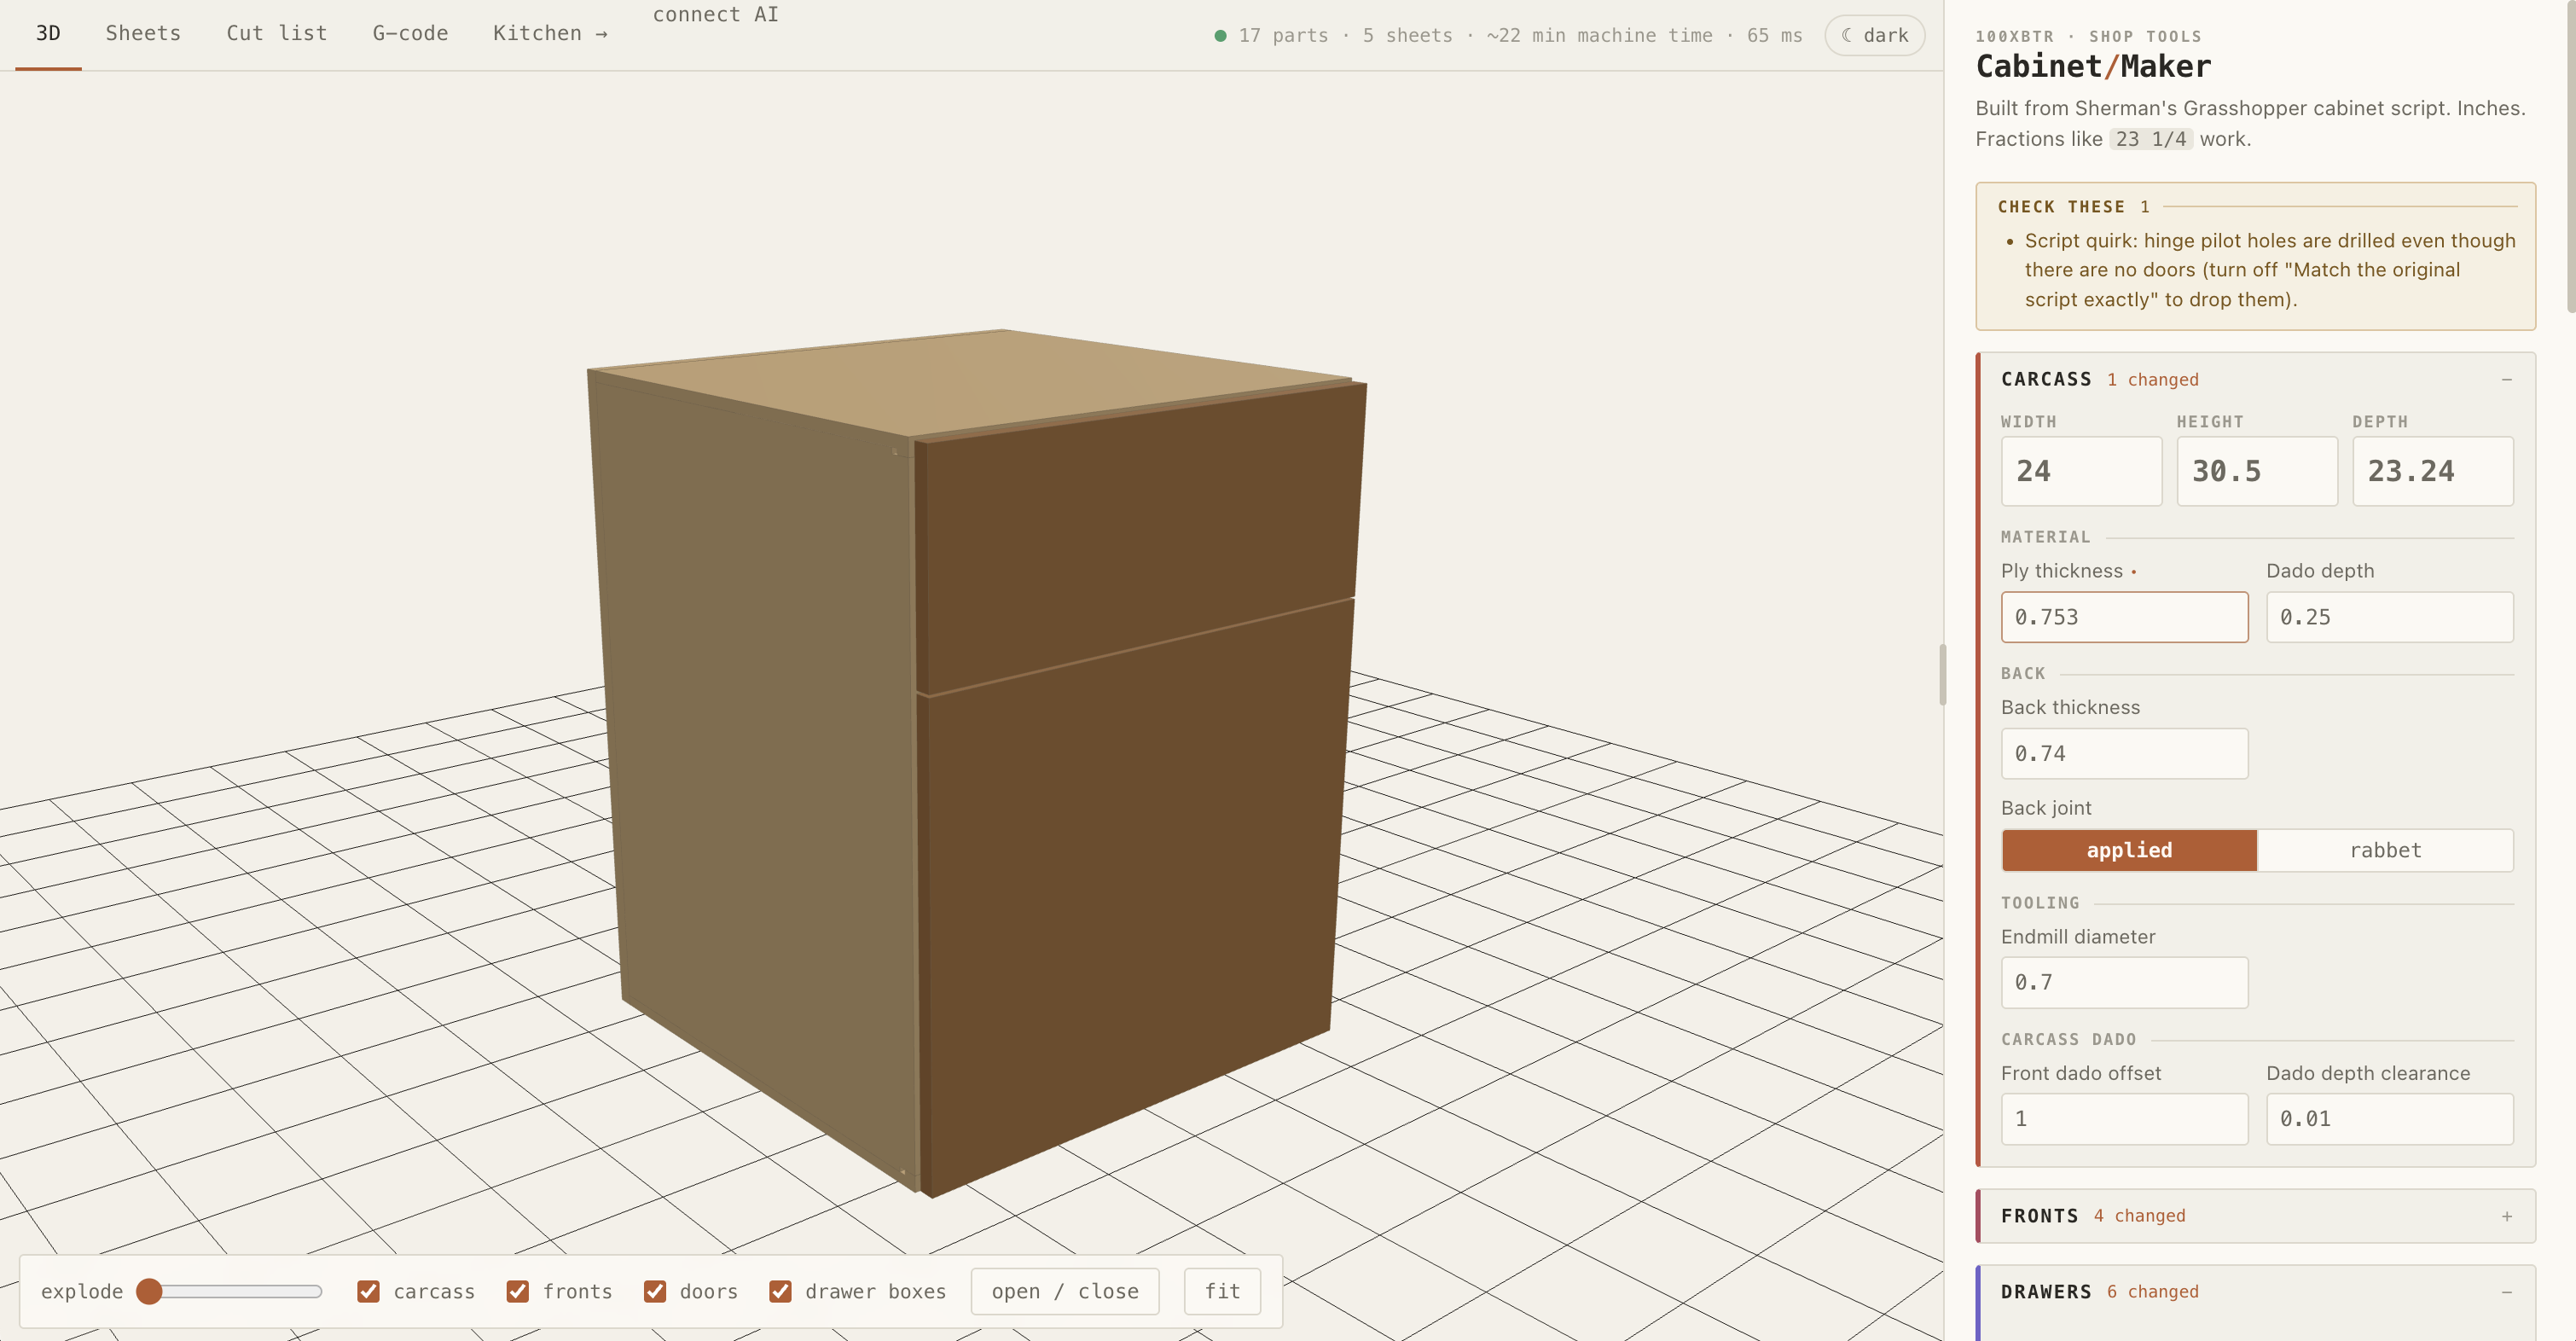 3D Sheets Cut list G-code Kitchen → connect AI
17 parts · 5 sheets · ~22 min machine time · 65 ms ☾ dark
explode carcass fronts doors drawer boxes open / close fit
100XBTR · SHOP TOOLS
Cabinet/Maker
Built from Sherman's Grasshopper cabinet script. Inches.
Fractions like 23 1/4 work.
CHECK THESE 1
• Script quirk: hinge pilot holes are drilled even though
there are no doors (turn off "Match the original
script exactly" to drop them).
CARCASS 1 changed −
WIDTH HEIGHT DEPTH
24 30.5 23.24
MATERIAL
Ply thickness • Dado depth
0.753 0.25
BACK
Back thickness
0.74
Back joint
applied rabbet
TOOLING
Endmill diameter
0.7
CARCASS DADO
Front dado offset Dado depth clearance
1 0.01
FRONTS 4 changed +
DRAWERS 6 changed −